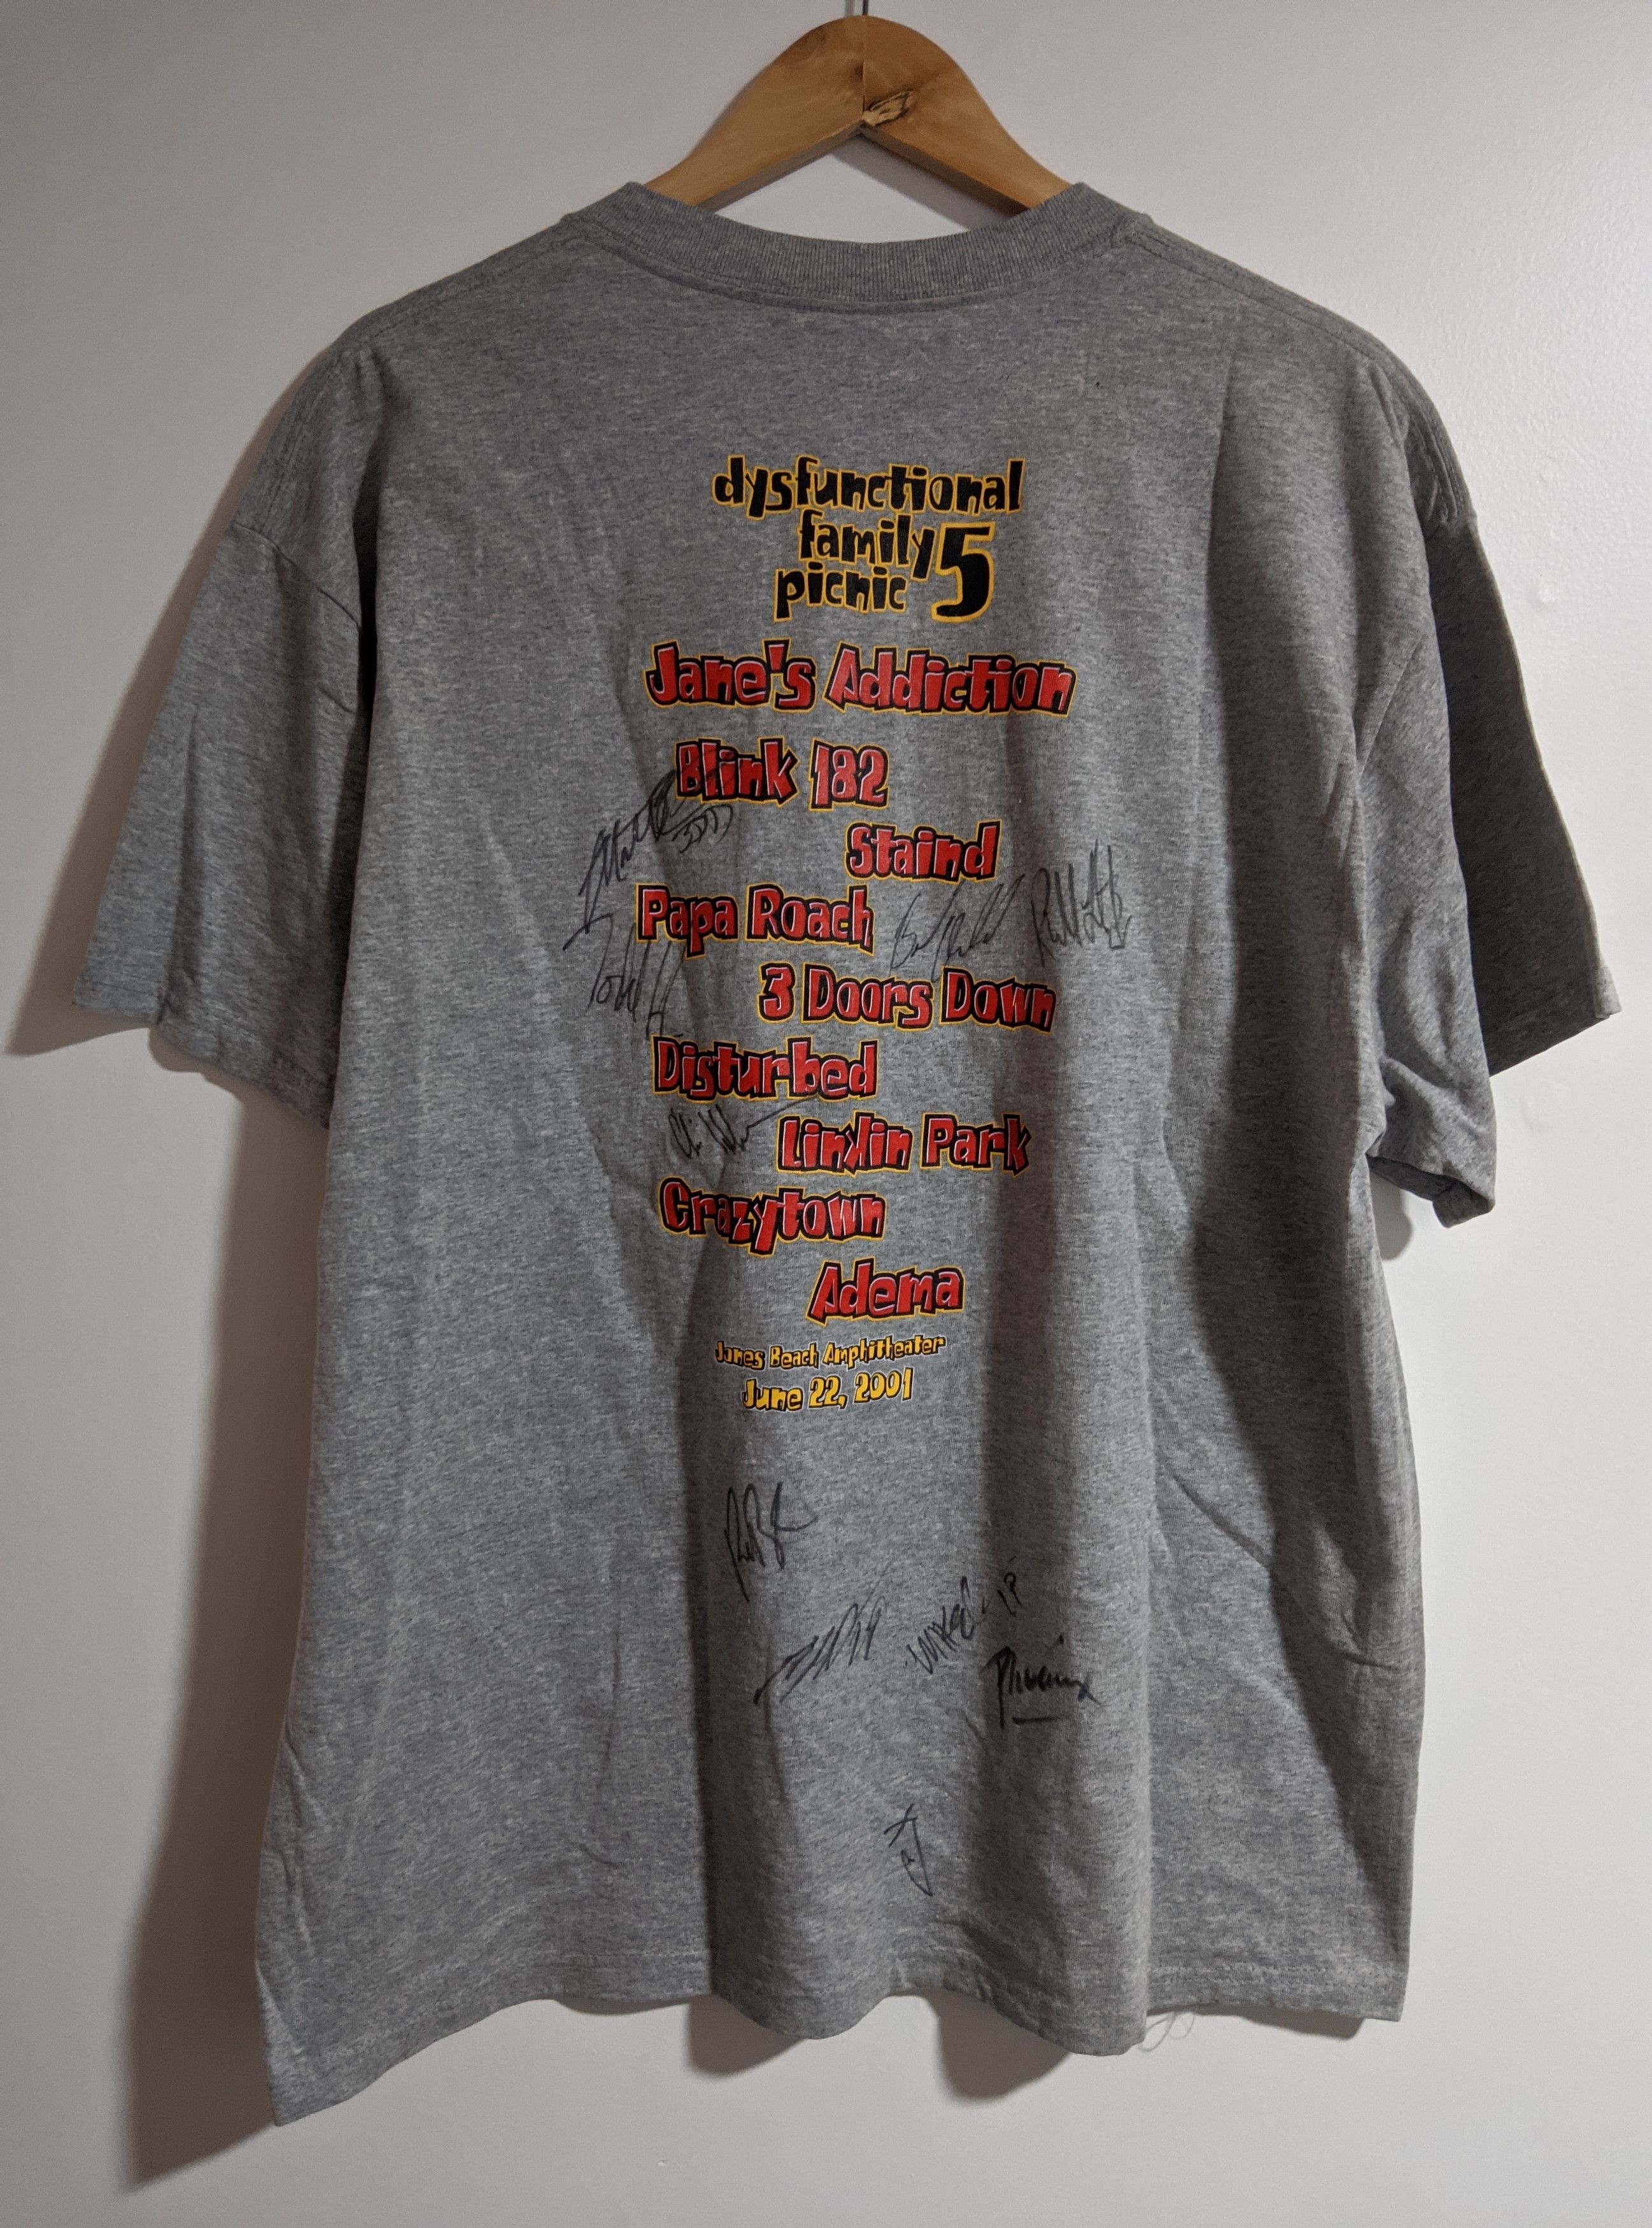 dysfunctional
family 5
picnic
Jane's Addiction
Blink 182
Staind
3DD
Papa Roach
3 Doors Down
Disturbed
Linkin Park
Crazytown
Adema
Jones Beach Amphitheater
June 22, 2001
Phoenix